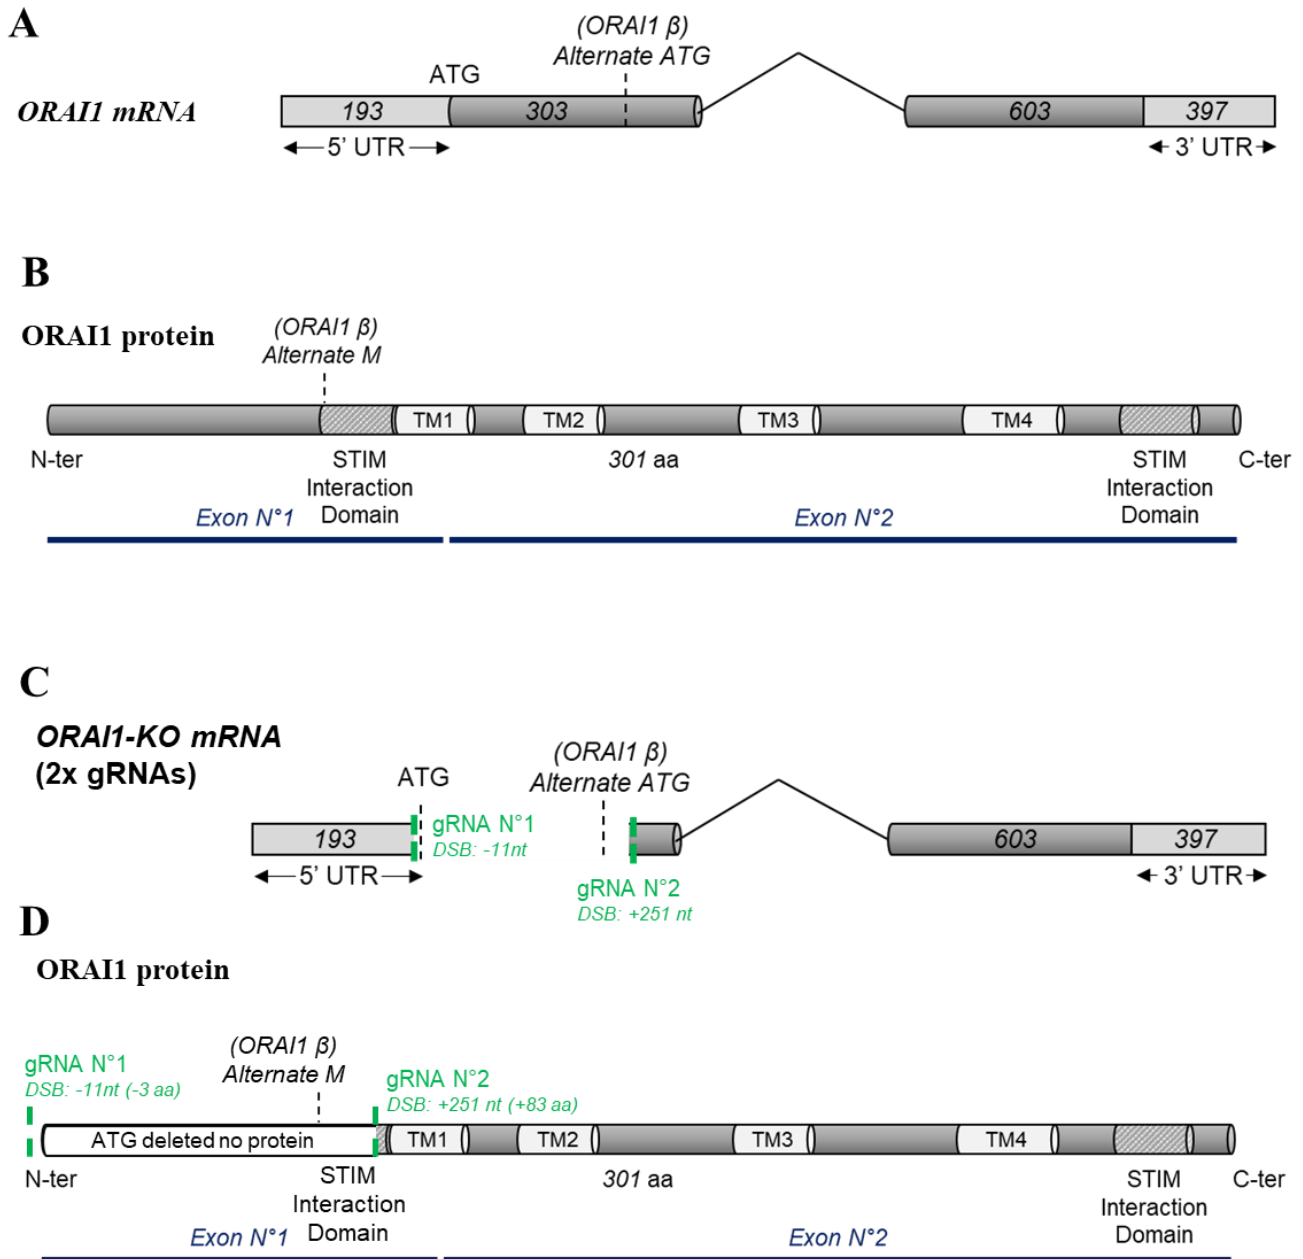 A
(ORAI1 β)
Alternate ATG
ATG
ORAI1 mRNA
193
303
603
397
5' UTR
3' UTR
B
ORAI1 protein
(ORAI1 β)
Alternate M
TM1
TM2
TM3
TM4
N-ter
STIM
Interaction
Domain
301 aa
STIM
Interaction
Domain
C-ter
Exon N°1
Exon N°2
C
ORAI1-KO mRNA
(2x gRNAs)
(ORAI1 β)
Alternate ATG
ATG
193
gRNA N°1
DSB: -11nt
603
397
5' UTR
gRNA N°2
DSB: +251 nt
3' UTR
D
ORAI1 protein
(ORAI1 β)
Alternate M
gRNA N°1
DSB: -11nt (-3 aa)
gRNA N°2
DSB: +251 nt (+83 aa)
ATG deleted no protein
TM1
TM2
TM3
TM4
N-ter
STIM
Interaction
Domain
301 aa
STIM
Interaction
Domain
C-ter
Exon N°1
Exon N°2